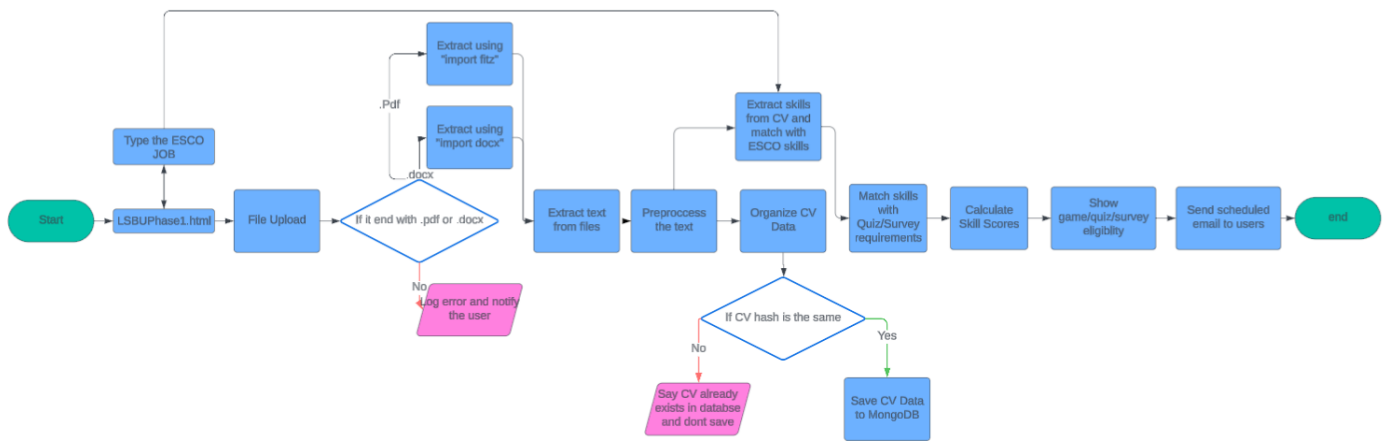 Start
LSBUPhase1.html
Type the ESCO
JOB
File Upload
If it end with .pdf or .docx
.Pdf
Extract using
"import fitz"
.docx
Extract using
"import docx"
No
Log error and notify
the user
Extract text
from files
Preproccess
the text
Extract skills
from CV and
match with
ESCO skills
Organize CV
Data
If CV hash is the same
No
Say CV already
exists in databse
and dont save
Yes
Save CV Data
to MongoDB
Match skills
with
Quiz/Survey
requirements
Calculate
Skill Scores
Show
game/quiz/survey
eligiblity
Send scheduled
email to users
end